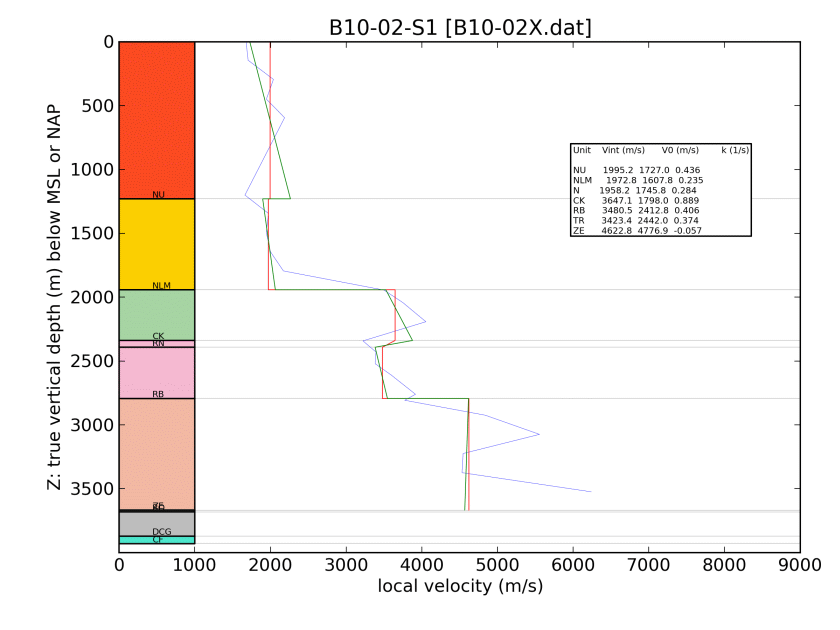 B10-02-S1 [B10-02X.dat]
Z: true vertical depth (m) below MSL or NAP
0
500
1000
1500
2000
2500
3000
3500
NU
NLM
CK
RN
RB
ZE
DCG
CF
Unit Vint (m/s) V0 (m/s) k (1/s)
NU 1995.2 1727.0 0.436
NLM 1972.8 1607.8 0.235
N 1958.2 1745.8 0.284
CK 3647.1 1798.0 0.889
RB 3480.5 2412.8 0.406
TR 3423.4 2442.0 0.374
ZE 4622.8 4776.9 -0.057
0 1000 2000 3000 4000 5000 6000 7000 8000 9000
local velocity (m/s)